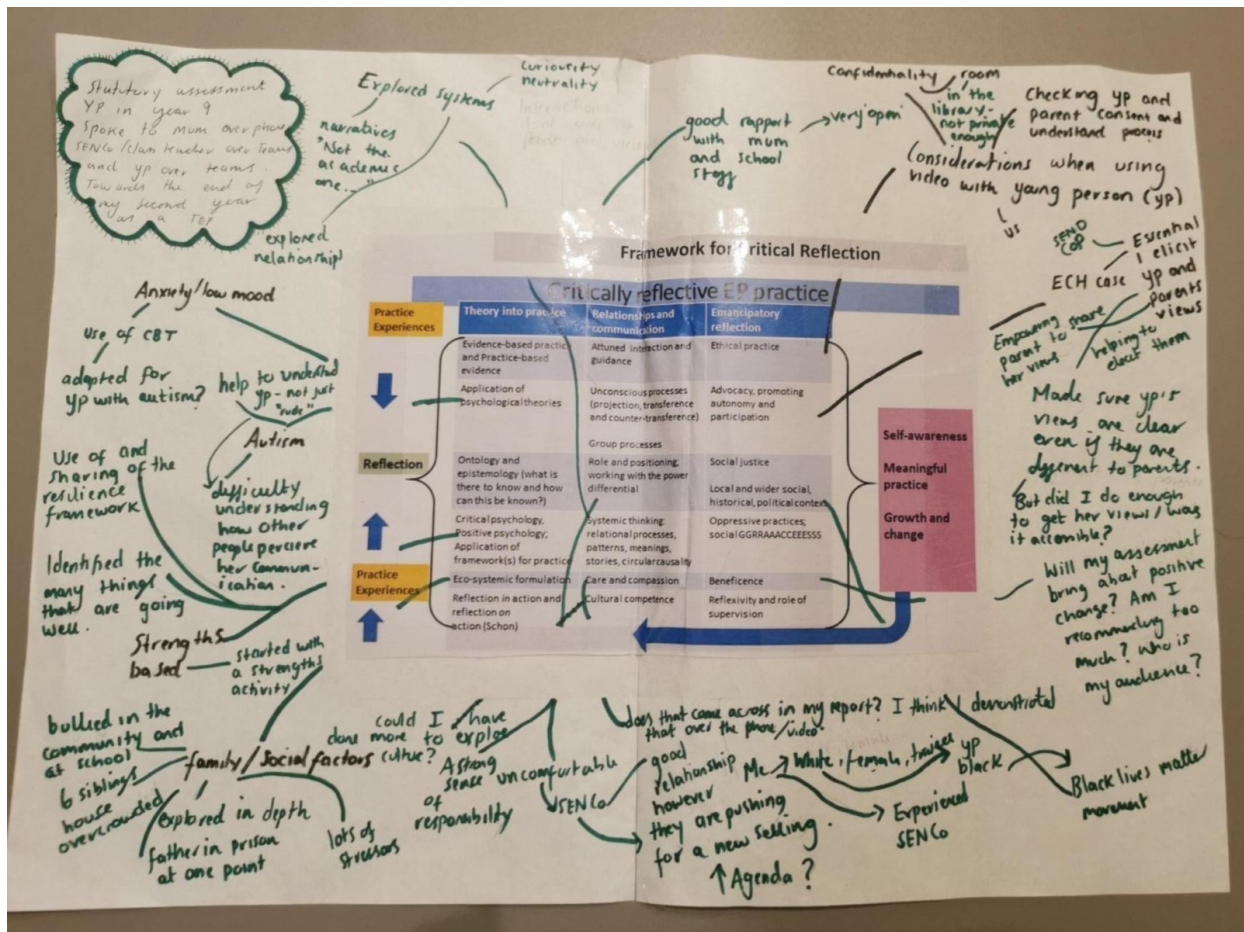 Statutory assessment
YP in year 9
Spoke to Mum over phone
SENCo/class teacher over Teams
and yp over teams.
Towards the end of
my second year
as a TEP
Explored systems
curiousity
neutrality
narratives
"Not the
academic
one..."
explored
relationships
good rapport
with mum
and school
staff
very open
Confidentiality
room
in the
library,
not private
enough
Checking yp and
parent consent and
understand process
Considerations when using
video with young person (yp)
us
SEND
COP
Essential
I elicit
yp and
parents
views
ECH case
Empowering
parent to share
her views
helping to
elicit them
Made sure yp's
views are clear
even if they are
different to parents.
But did I do enough
to get her views/was
it accessible?
Will my assessment
bring about positive
change? Am I
recommending too
much? Who is
my audience?
Anxiety/low mood
use of CBT
adapted for
yp with autism?
help to understand
yp - not just
"rude"
Autism
difficulty
understanding
how other
people perceive
her commun-
ication.
Use of and
sharing of the
resilience
framework
Identified the
many things
that are going
well.
Strengths
based
started with
a strengths
activity
Framework for Critical Reflection
Critically reflective EP practice
Practice
Experiences
Theory into practice
Relationships and
communication
Emancipatory
reflection
Evidence-based practice
and Practice-based
evidence
Attuned interaction and
guidance
Ethical practice
Application of
psychological theories
Unconscious processes
(projection, transference
and counter-transference)
Group processes
Advocacy, promoting
autonomy and
participation
Reflection
Ontology and
epistemology (what is
there to know and how
can this be known?)
Role and positioning,
working with the power
differential
Social justice
Local and wider social,
historical, political context
Critical psychology,
Positive psychology;
Application of
framework(s) for practice
Systemic thinking:
relational processes,
patterns, meanings,
stories, circularcausality
Oppressive practices;
social GGRRAAACCEEESSS
Practice
Experiences
Eco-systemic formulation
Care and compassion
Beneficence
Reflection in action and
reflection on
action (Schon)
Cultural competence
Reflexivity and role of
supervision
Self-awareness
Meaningful
practice
Growth and
change
bullied in the
community and
at school
6 siblings
house
overcrowded
family/social factors
explored in depth
father in prison
at one point
lots of
stressors
could I have
done more to explore
culture?
A strong
sense
of
responsibility
uncomfortable
SENCo
does that come across in my report? I think I demonstrated
that over the phone/video.
good
relationship
however
they are pushing
for a new setting.
Agenda?
Me
White, female, trainee
yp
black
Experienced
SENCo
Black lives matter
movement